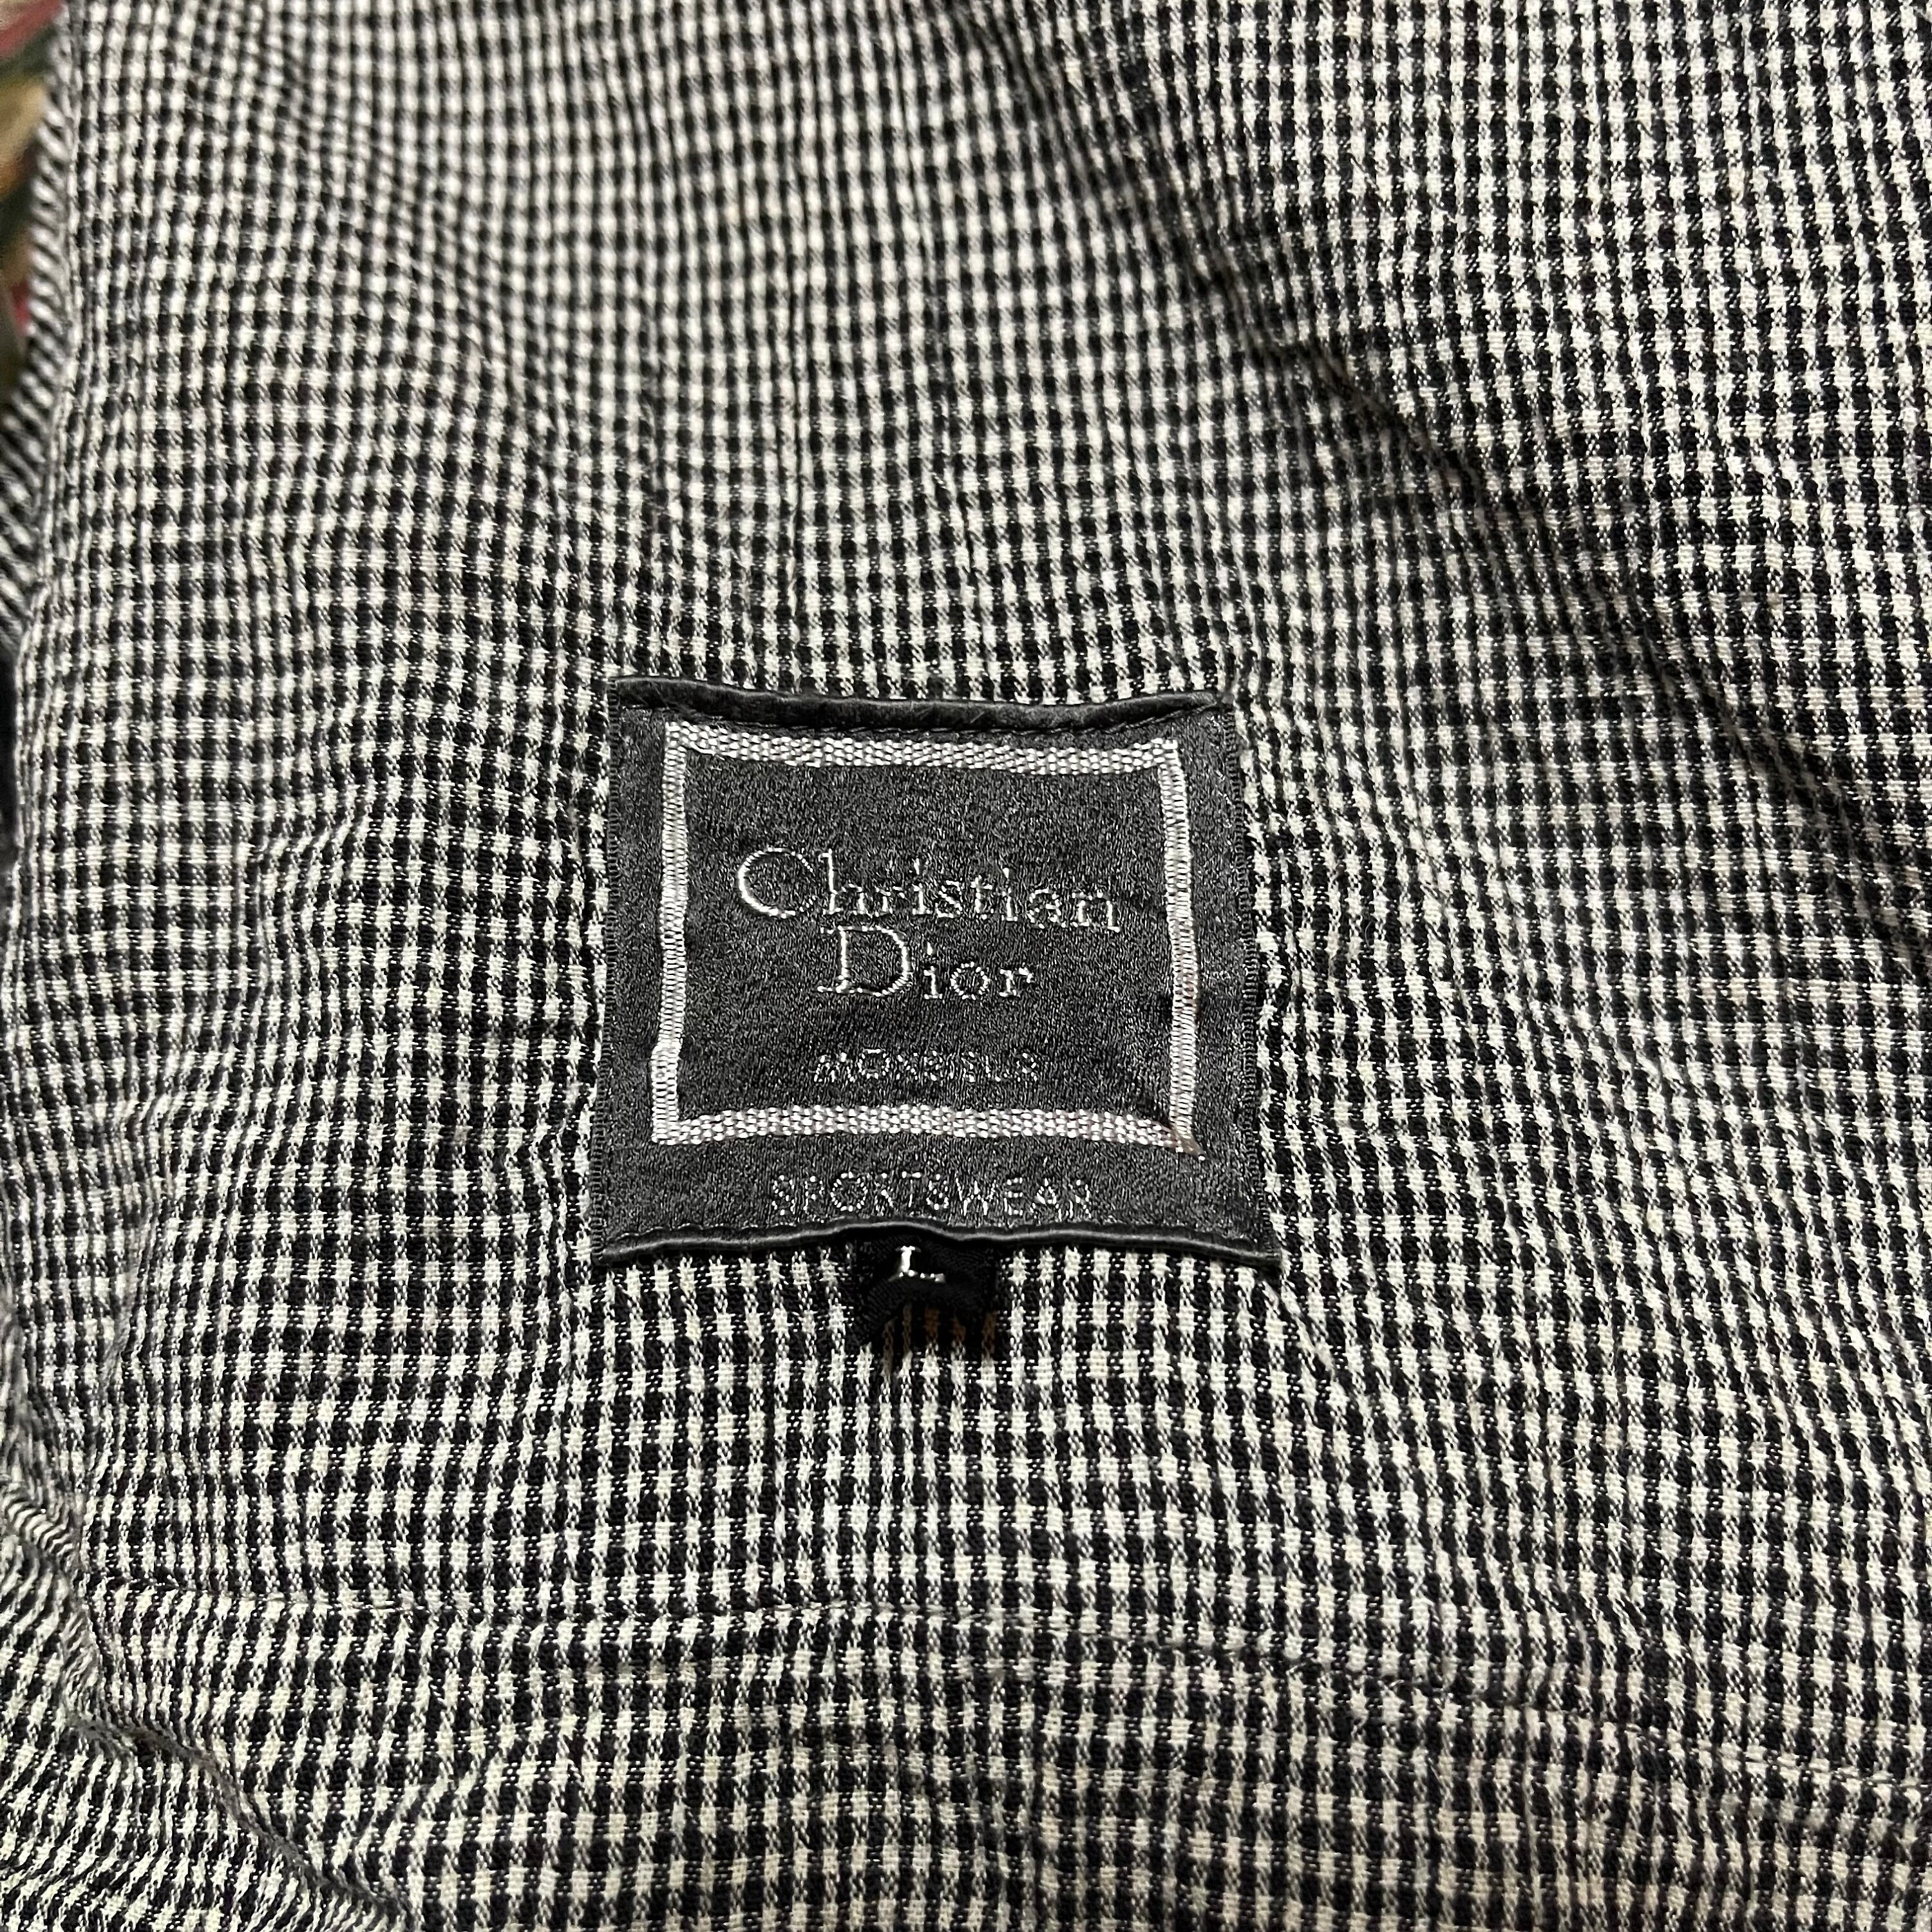 Christian
Dior
MONSIEUR
SPORTSWEAR
L